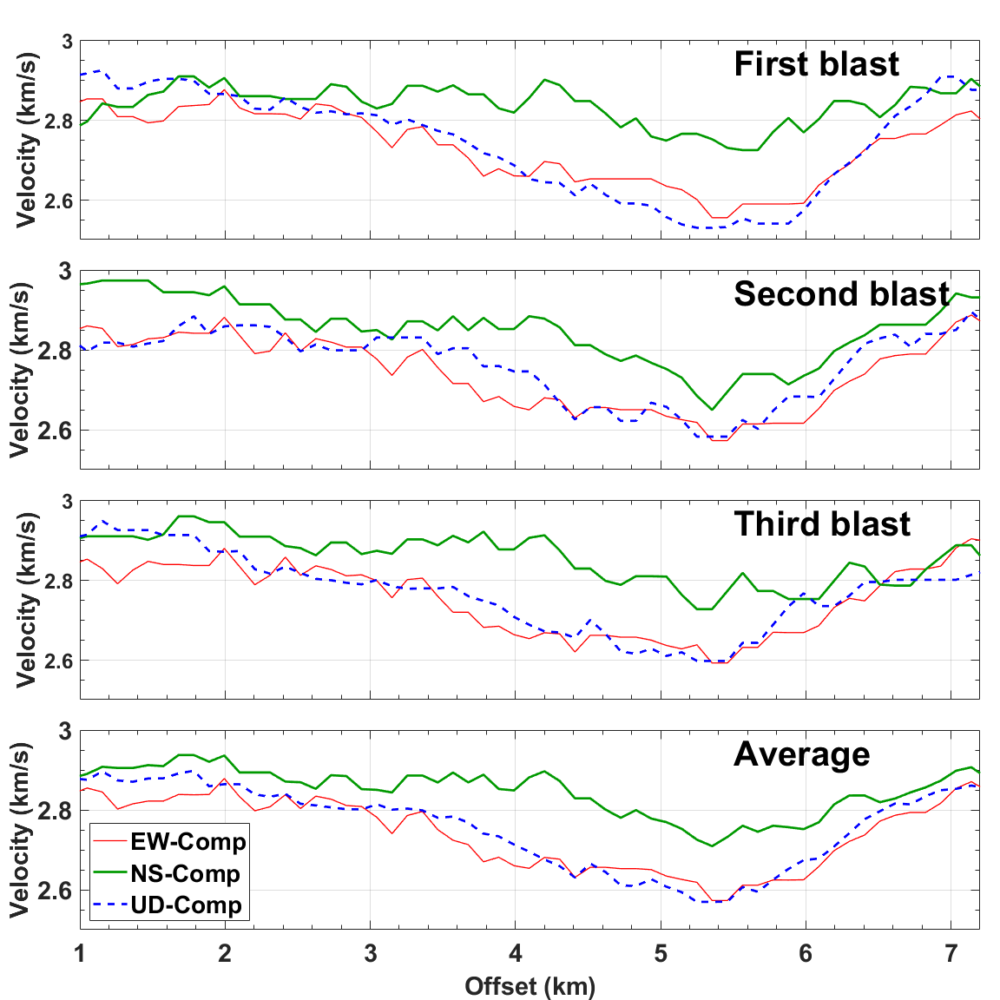 3
First blast
2.8
2.6
Velocity (km/s)
3
Second blast
2.8
2.6
Velocity (km/s)
3
Third blast
2.8
2.6
Velocity (km/s)
3
Average
2.8
2.6
Velocity (km/s)
EW-Comp
NS-Comp
UD-Comp
1 2 3 4 5 6 7
Offset (km)